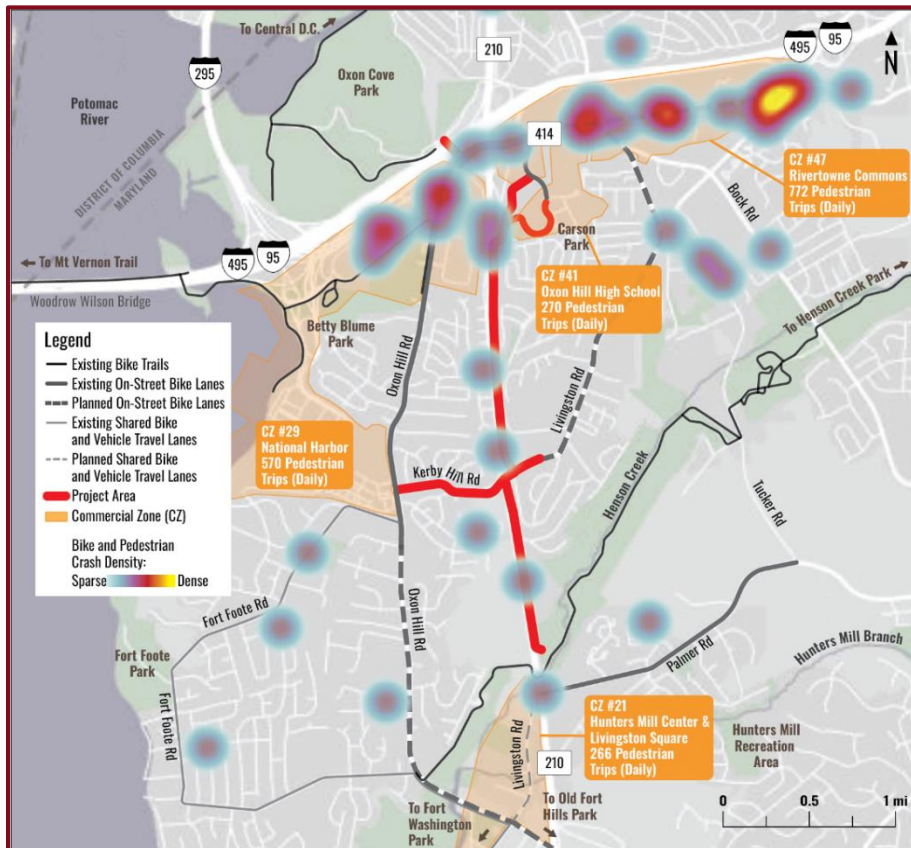 To Central D.C.
210
495
95
295
Oxon Cove
Park
N
Potomac
River
414
DISTRICT OF COLUMBIA
MARYLAND
CZ #47
Rivertowne Commons
772 Pedestrian
Trips (Daily)
Bock Rd
Carson
Park
To Mt Vernon Trail
495
95
CZ #41
Oxon Hill High School
270 Pedestrian
Trips (Daily)
To Henson Creek Park
Woodrow Wilson Bridge
Betty Blume
Park
Oxon Hill Rd
Livingston Rd
Legend
Existing Bike Trails
Existing On-Street Bike Lanes
Planned On-Street Bike Lanes
Existing Shared Bike
and Vehicle Travel Lanes
Planned Shared Bike
and Vehicle Travel Lanes
Project Area
Commercial Zone (CZ)
Bike and Pedestrian
Crash Density:
Sparse
Dense
CZ #29
National Harbor
570 Pedestrian
Trips (Daily)
Kerby Hill Rd
Henson Creek
Tucker Rd
Fort Foote Rd
Oxon Hill Rd
Palmer Rd
Hunters Mill Branch
Fort Foote
Park
Fort Foote Rd
CZ #21
Hunters Mill Center &
Livingston Square
266 Pedestrian
Trips (Daily)
Hunters Mill
Recreation
Area
Livingston Rd
210
To Fort
Washington
Park
To Old Fort
Hills Park
0
0.5
1 mi